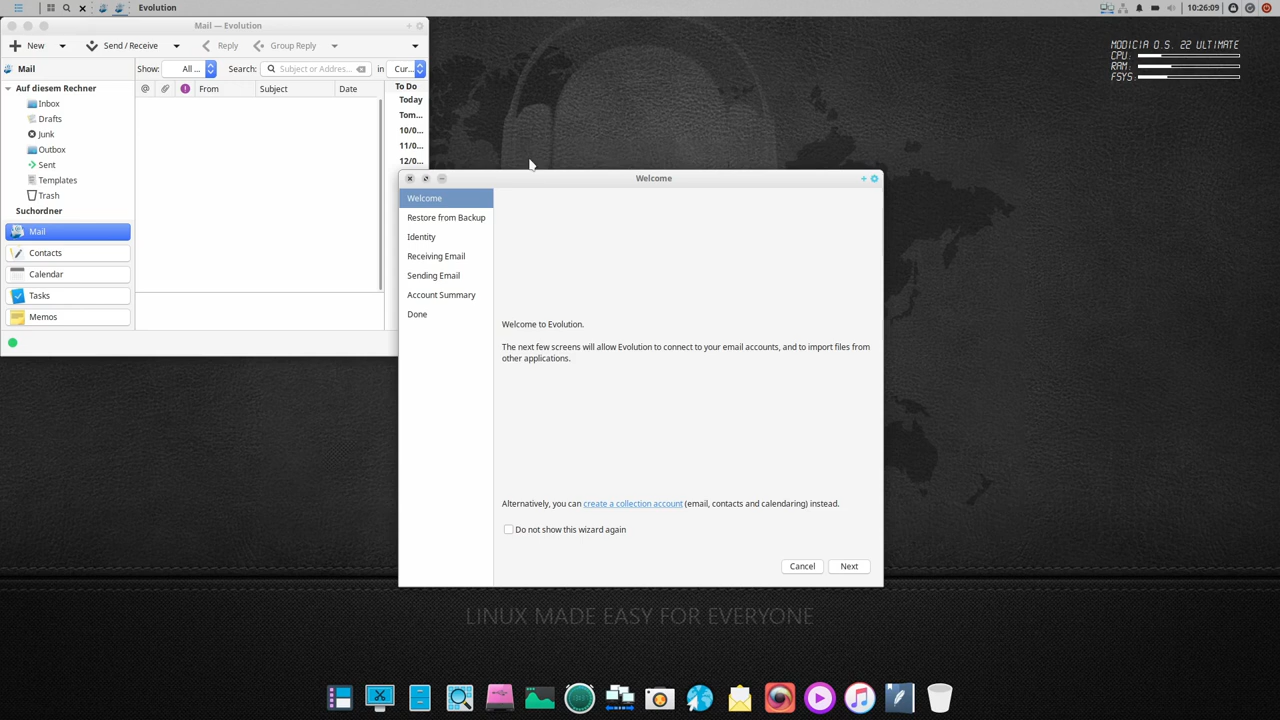 Evolution
10:26:09
Mail — Evolution
New
Send / Receive
Reply
Group Reply
Mail
Show:
All ...
Search:
Subject or Addres...
in
Cur...
Auf diesem Rechner
Inbox
Drafts
Junk
Outbox
Sent
Templates
Trash
Suchordner
Mail
Contacts
Calendar
Tasks
Memos
From
Subject
Date
To Do
Today
Tom...
10/0...
11/0...
12/0...
MODICIA O.S. 22 ULTIMATE
CPU:
RAM:
FSYS:
Welcome
Welcome
Restore from Backup
Identity
Receiving Email
Sending Email
Account Summary
Done
Welcome to Evolution.
The next few screens will allow Evolution to connect to your email accounts, and to import files from
other applications.
Alternatively, you can create a collection account (email, contacts and calendaring) instead.
Do not show this wizard again
Cancel
Next
LINUX MADE EASY FOR EVERYONE